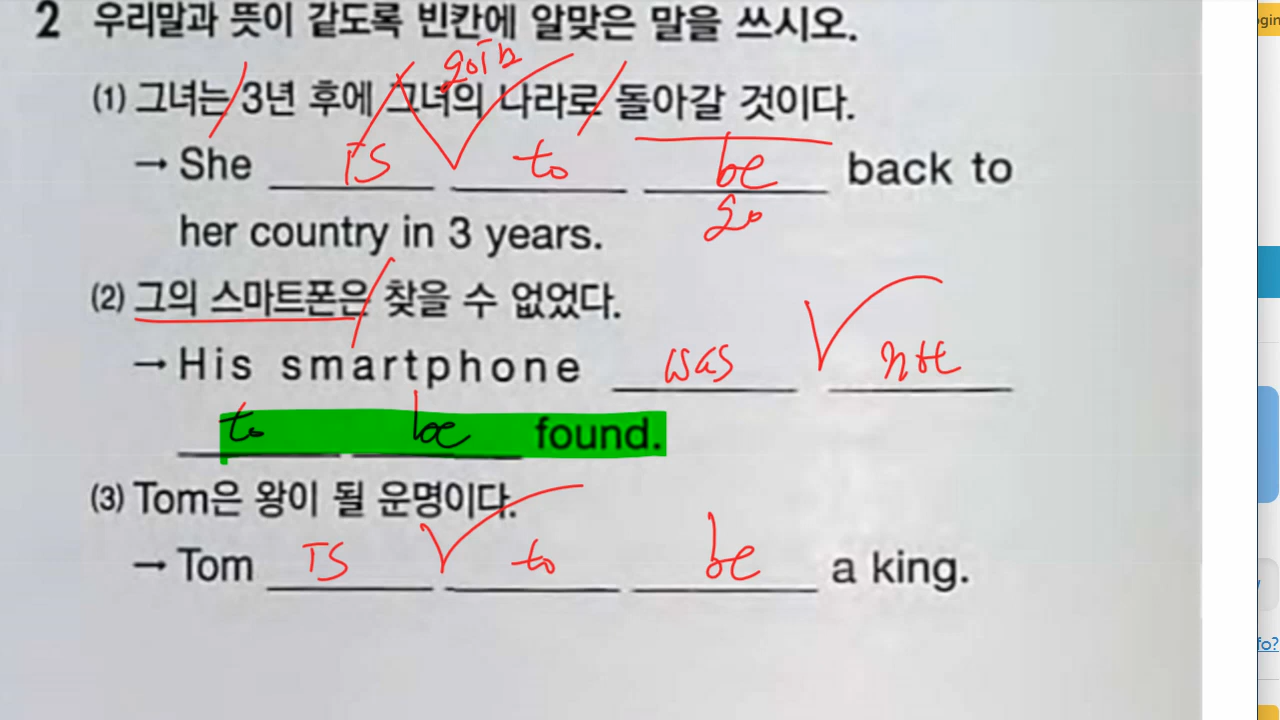 2 우리말과 뜻이 같도록 빈칸에 알맞은 말을 쓰시오.
goin
(1) 그녀는 3년 후에 그녀의 나라로 돌아갈 것이다.
→ She is to be back to
go
her country in 3 years.
(2) 그의 스마트폰은 찾을 수 없었다.
→ His smartphone was not
to be found.
(3) Tom은 왕이 될 운명이다.
→ Tom is to be a king.
gin
fo?